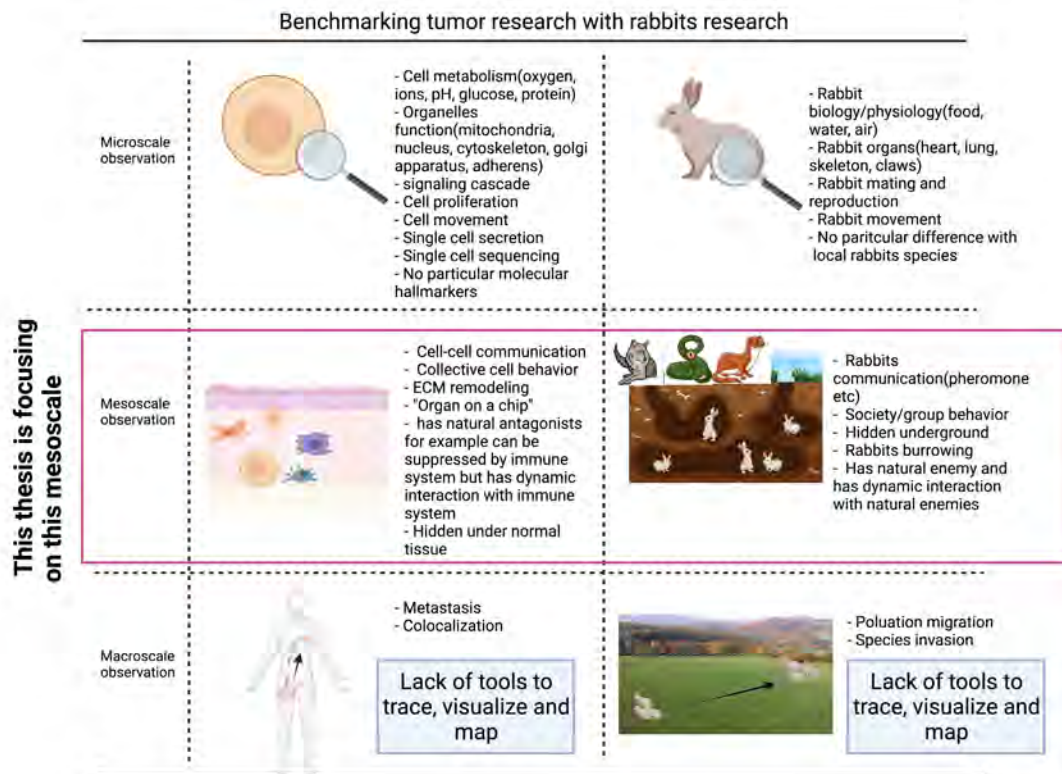 Benchmarking tumor research with rabbits research
This thesis is focusing
on this mesoscale
Microscale
observation
- Cell metabolism(oxygen,
ions, pH, glucose, protein)
- Organelles
function(mitochondria,
nucleus, cytoskeleton, golgi
apparatus, adherens)
- signaling cascade
- Cell proliferation
- Cell movement
- Single cell secretion
- Single cell sequencing
- No particular molecular
hallmarkers
- Rabbit
biology/physiology(food,
water, air)
- Rabbit organs(heart, lung,
skeleton, claws)
- Rabbit mating and
reproduction
- Rabbit movement
- No paritcular difference with
local rabbits species
Mesoscale
observation
- Cell-cell communication
- Collective cell behavior
- ECM remodeling
- "Organ on a chip"
- has natural antagonists
for example can be
suppressed by immune
system but has dynamic
interaction with immune
system
- Hidden under normal
tissue
- Rabbits
communication(pheromone
etc)
- Society/group behavior
- Hidden underground
- Rabbits burrowing
- Has natural enemy and
has dynamic interaction
with natural enemies
Macroscale
observation
- Metastasis
- Colocalization
Lack of tools to
trace, visualize and
map
- Poluation migration
- Species invasion
Lack of tools to
trace, visualize and
map